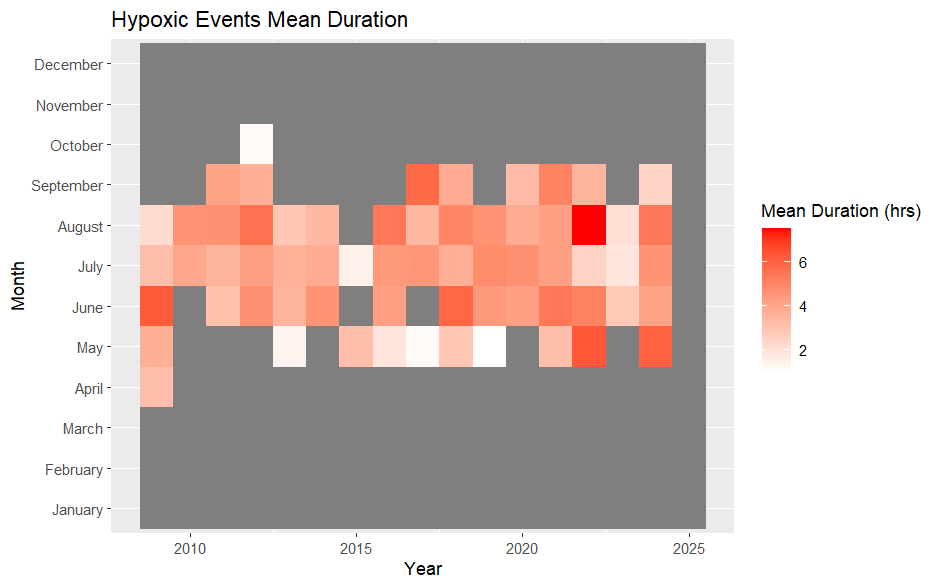 Hypoxic Events Mean Duration
Month
December
November
October
September
August
July
June
May
April
March
February
January
2010 2015 2020 2025
Year
Mean Duration (hrs)
6
4
2